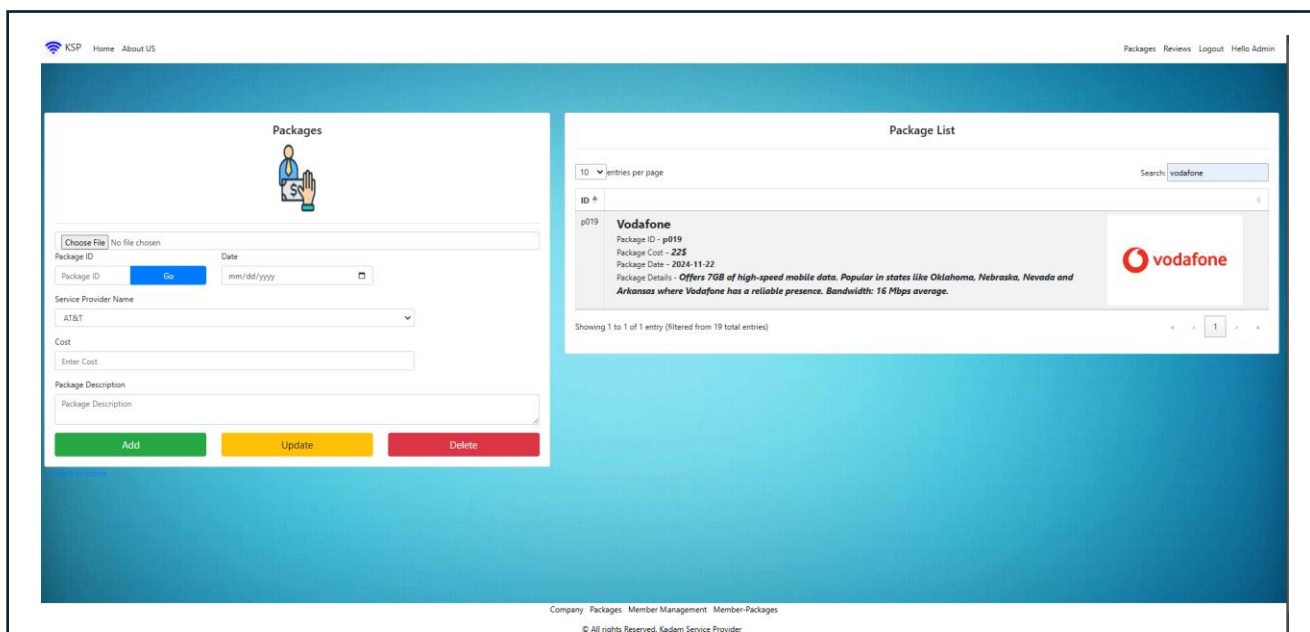 KSP Home About US
Packages Reviews Logout Hello Admin
Packages
$
Choose File No file chosen
Package ID Date
Package ID Go mm/dd/yyyy
Service Provider Name
AT&T
Cost
Enter Cost
Package Description
Package Description
Add Update Delete
Package List
10 entries per page Search: vodafone
ID
p019 Vodafone
Package ID - p019
Package Cost - 22$
Package Date - 2024-11-22
Package Details - Offers 7GB of high-speed mobile data. Popular in states like Oklahoma, Nebraska, Nevada and
Arkansas where Vodafone has a reliable presence. Bandwidth: 16 Mbps average.
vodafone
Showing 1 to 1 of 1 entry (filtered from 19 total entries) « ‹ 1 › »
Company Packages Member Management Member-Packages
© All rights Reserved. Kadam Service Provider